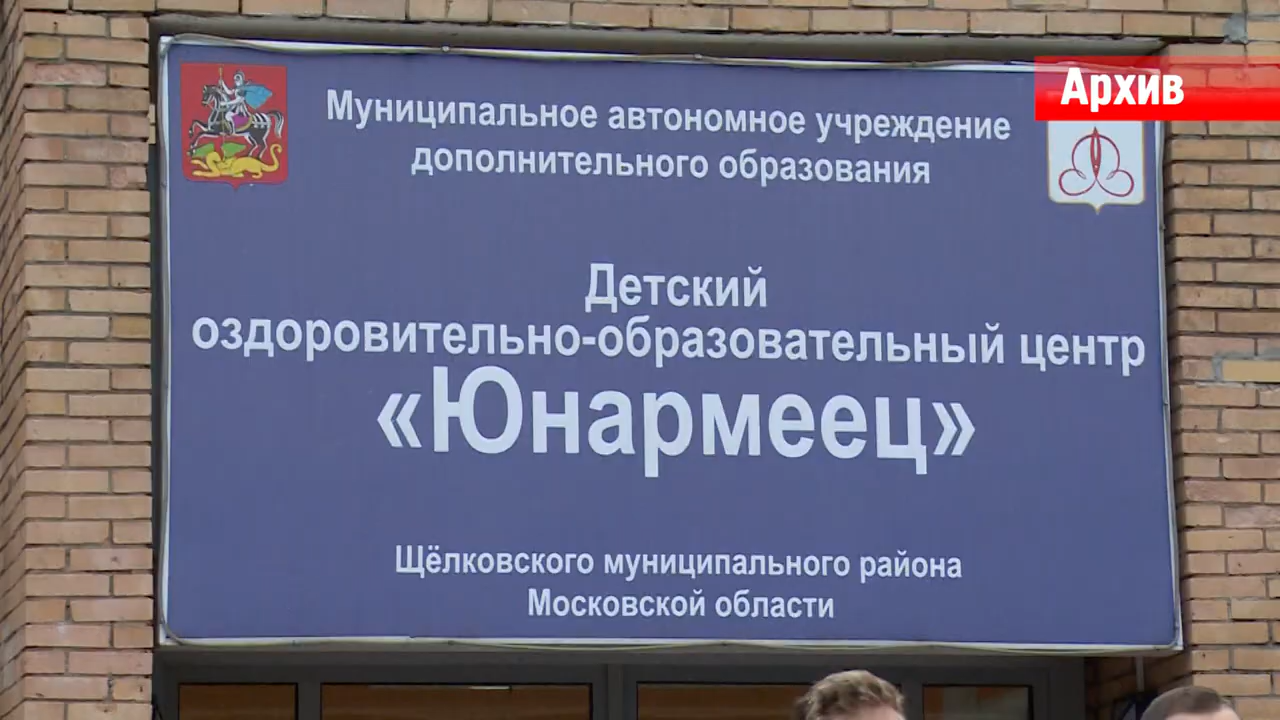 Архив
Муниципальное автономное учреждение
дополнительного образования
Детский
оздоровительно-образовательный центр
«Юнармеец»
Щёлковского муниципального района
Московской области